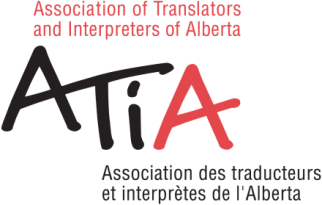 Association of Translators
and Interpreters of Alberta
ATiA
Association des traducteurs
et interprètes de l'Alberta